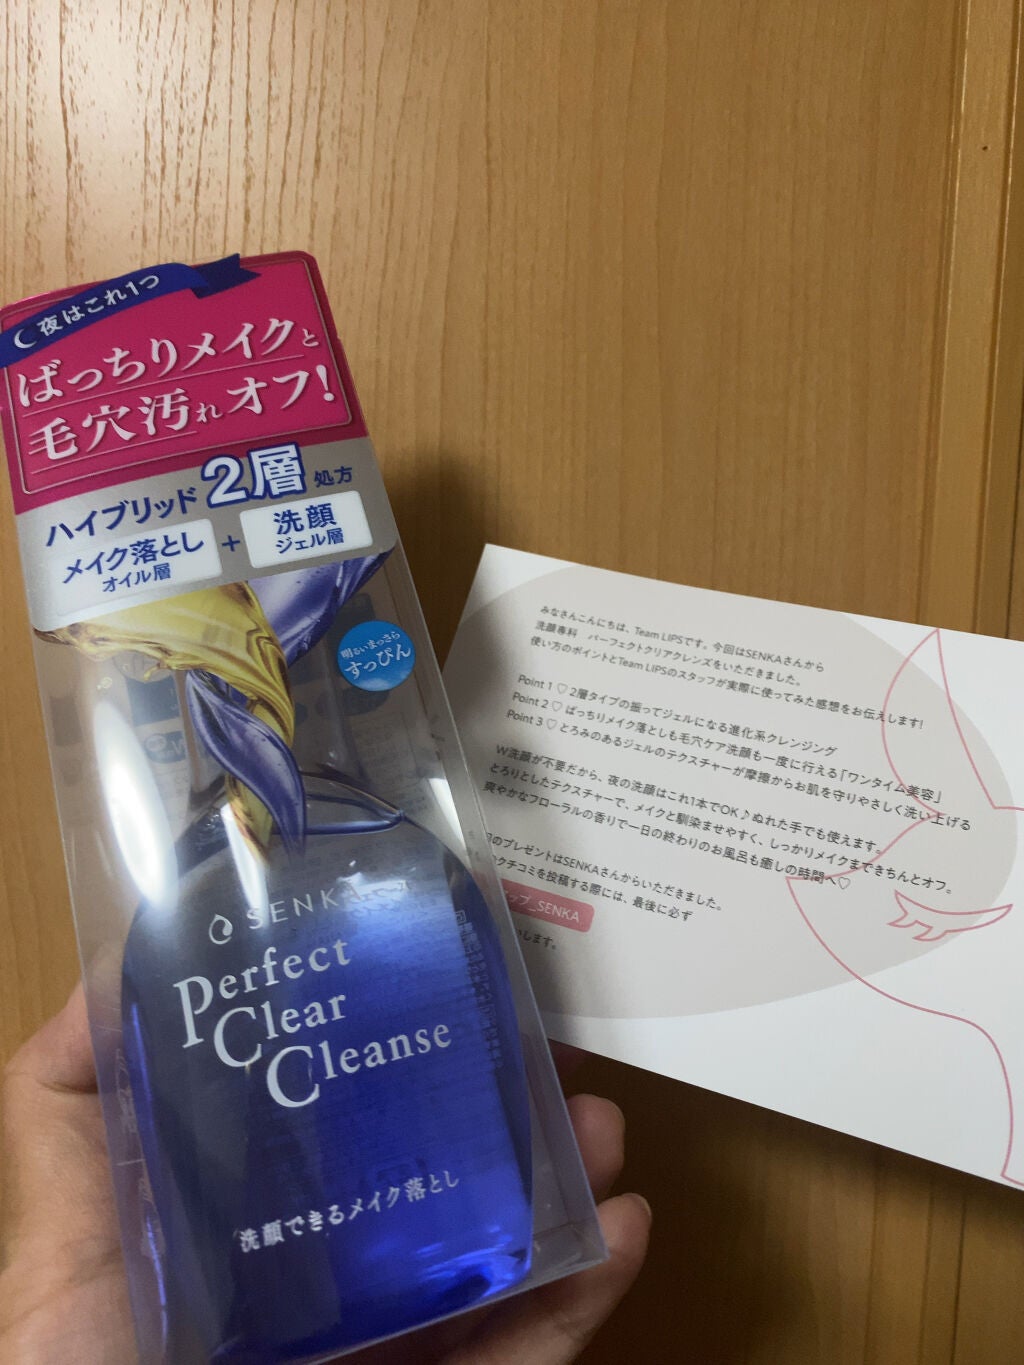 夜はこれ1つ
ばっちりメイクと
毛穴汚れオフ!
ハイブリッド2層処方
メイク落とし
オイル層
+
洗顔
ジェル層
明るいまっさら
すっぴん
SENKA
Perfect
Clear
Cleanse
洗顔できるメイク落とし
みなさんこんにちは、Team LIPSです。今回はSENKAさんから
洗顔専科 パーフェクトクリアクレンズをいただきました。
使い方のポイントとTeam LIPSのスタッフが実際に使ってみた感想をお伝えします!
Point 1 ♡ 2層タイプの振ってジェルになる進化系クレンジング
Point 2 ♡ ばっちりメイク落としも毛穴ケア洗顔も一度に行える「ワンタイム美容」
Point 3 ♡ とろみのあるジェルのテクスチャーが摩擦からお肌を守りやさしく洗い上げる
W洗顔が不要だから、夜の洗顔はこれ1本でOK♪ぬれた手でも使えます。
とろりとしたテクスチャーで、メイクと馴染ませやすく、しっかりメイクまできちんとオフ。
爽やかなフローラルの香りで一日の終わりのお風呂も癒しの時間へ♡
のプレゼントはSENKAさんからいただきました。
クチコミを投稿する際には、最後に必ず
ップ_SENKA
します。